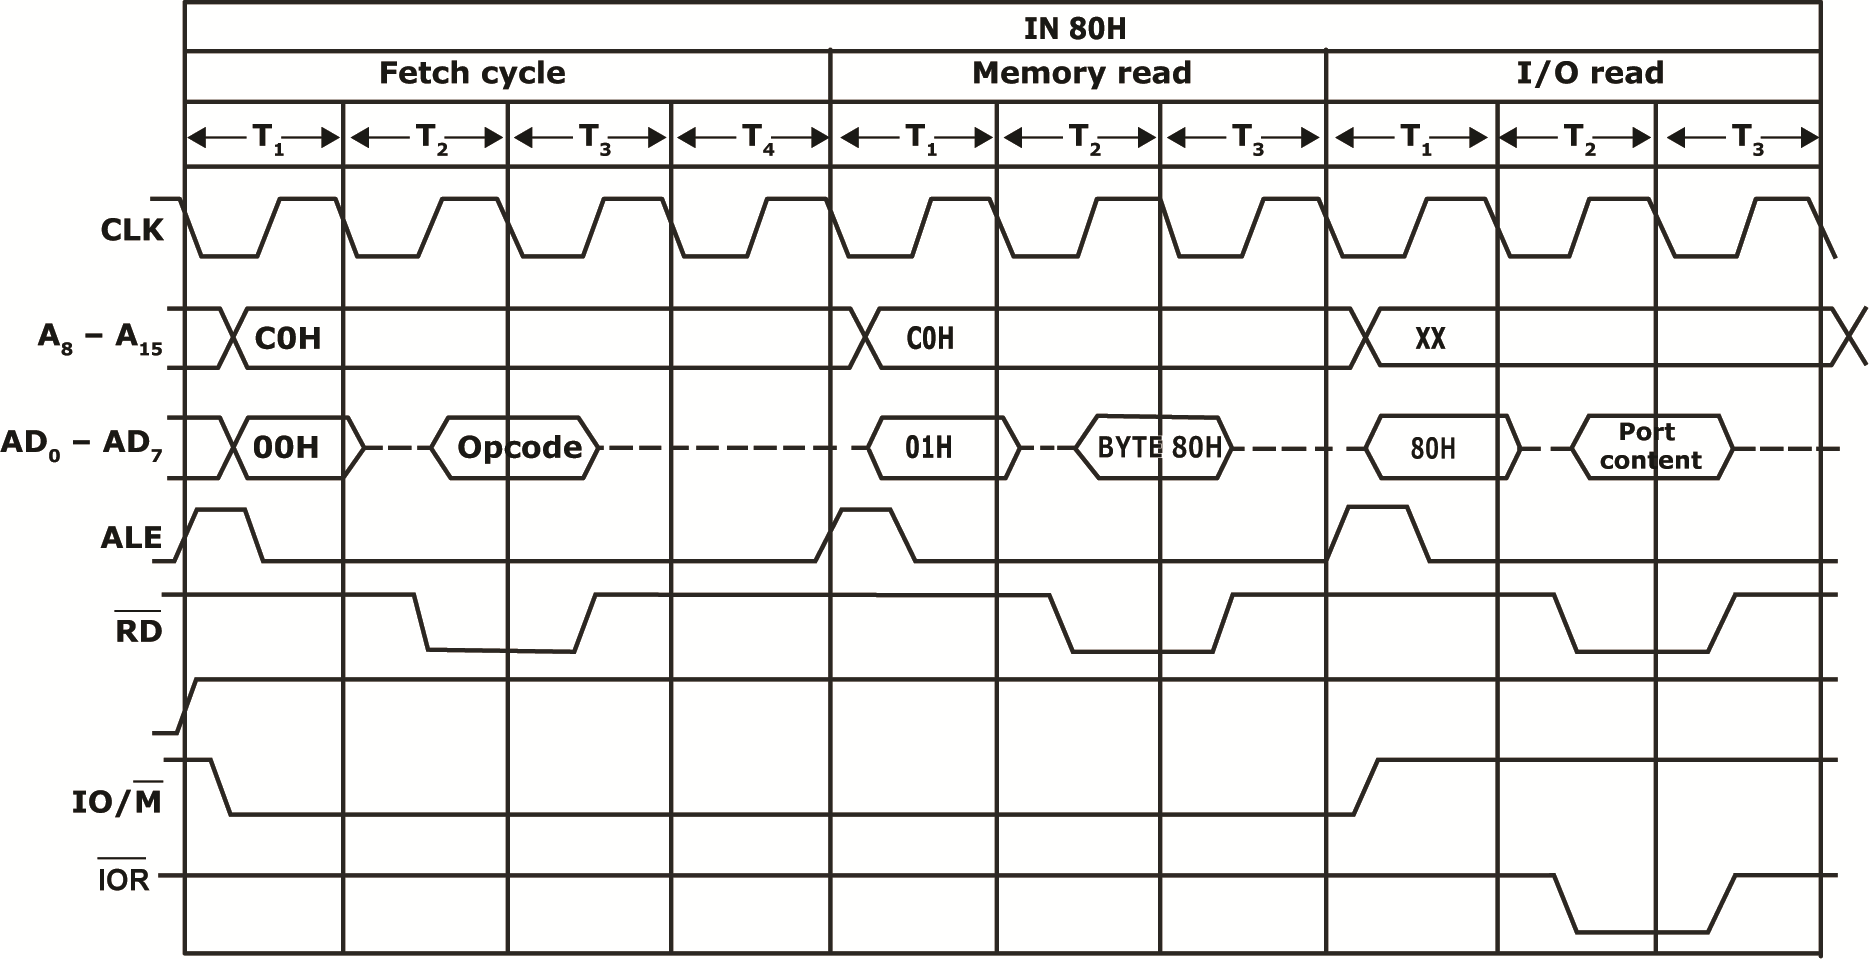 IN 80H
Fetch cycle Memory read I/O read
T1 T2 T3 T4 T1 T2 T3 T1 T2 T3
CLK
A8 – A15 C0H C0H XX
AD0 – AD7 00H Opcode 01H BYTE 80H 80H Port content
ALE
RD
IO/M
IOR